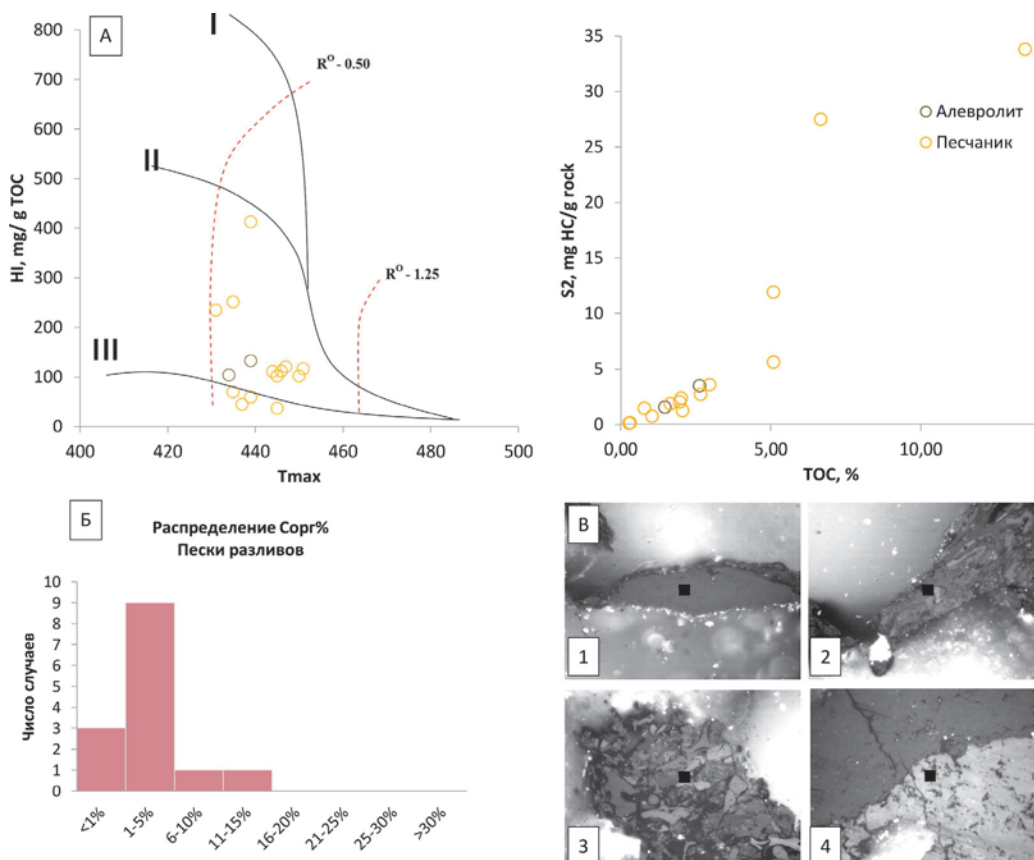 А
I
II
III
R° - 0.50
R° - 1.25
HI, mg/ g TOC
800
700
600
500
400
300
200
100
0
400
420
440
460
480
500
Tmax
S2, mg HC/g rock
35
30
25
20
15
10
5
0
0,00
5,00
10,00
TOC, %
Алевролит
Песчаник
Б
Распределение Сорг%
Пески разливов
Число случаев
10
9
8
7
6
5
4
3
2
1
0
<1%
1-5%
6-10%
11-15%
16-20%
21-25%
25-30%
>30%
В
1
2
3
4